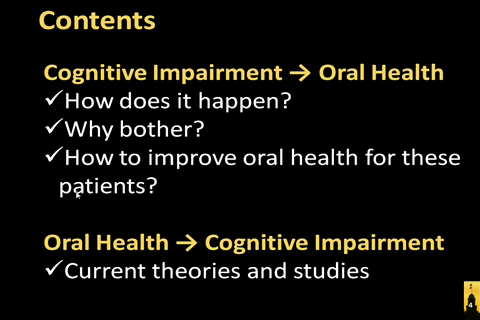 Contents
Cognitive Impairment → Oral Health
✓How does it happen?
✓Why bother?
✓How to improve oral health for these
patients?
Oral Health → Cognitive Impairment
✓Current theories and studies
4